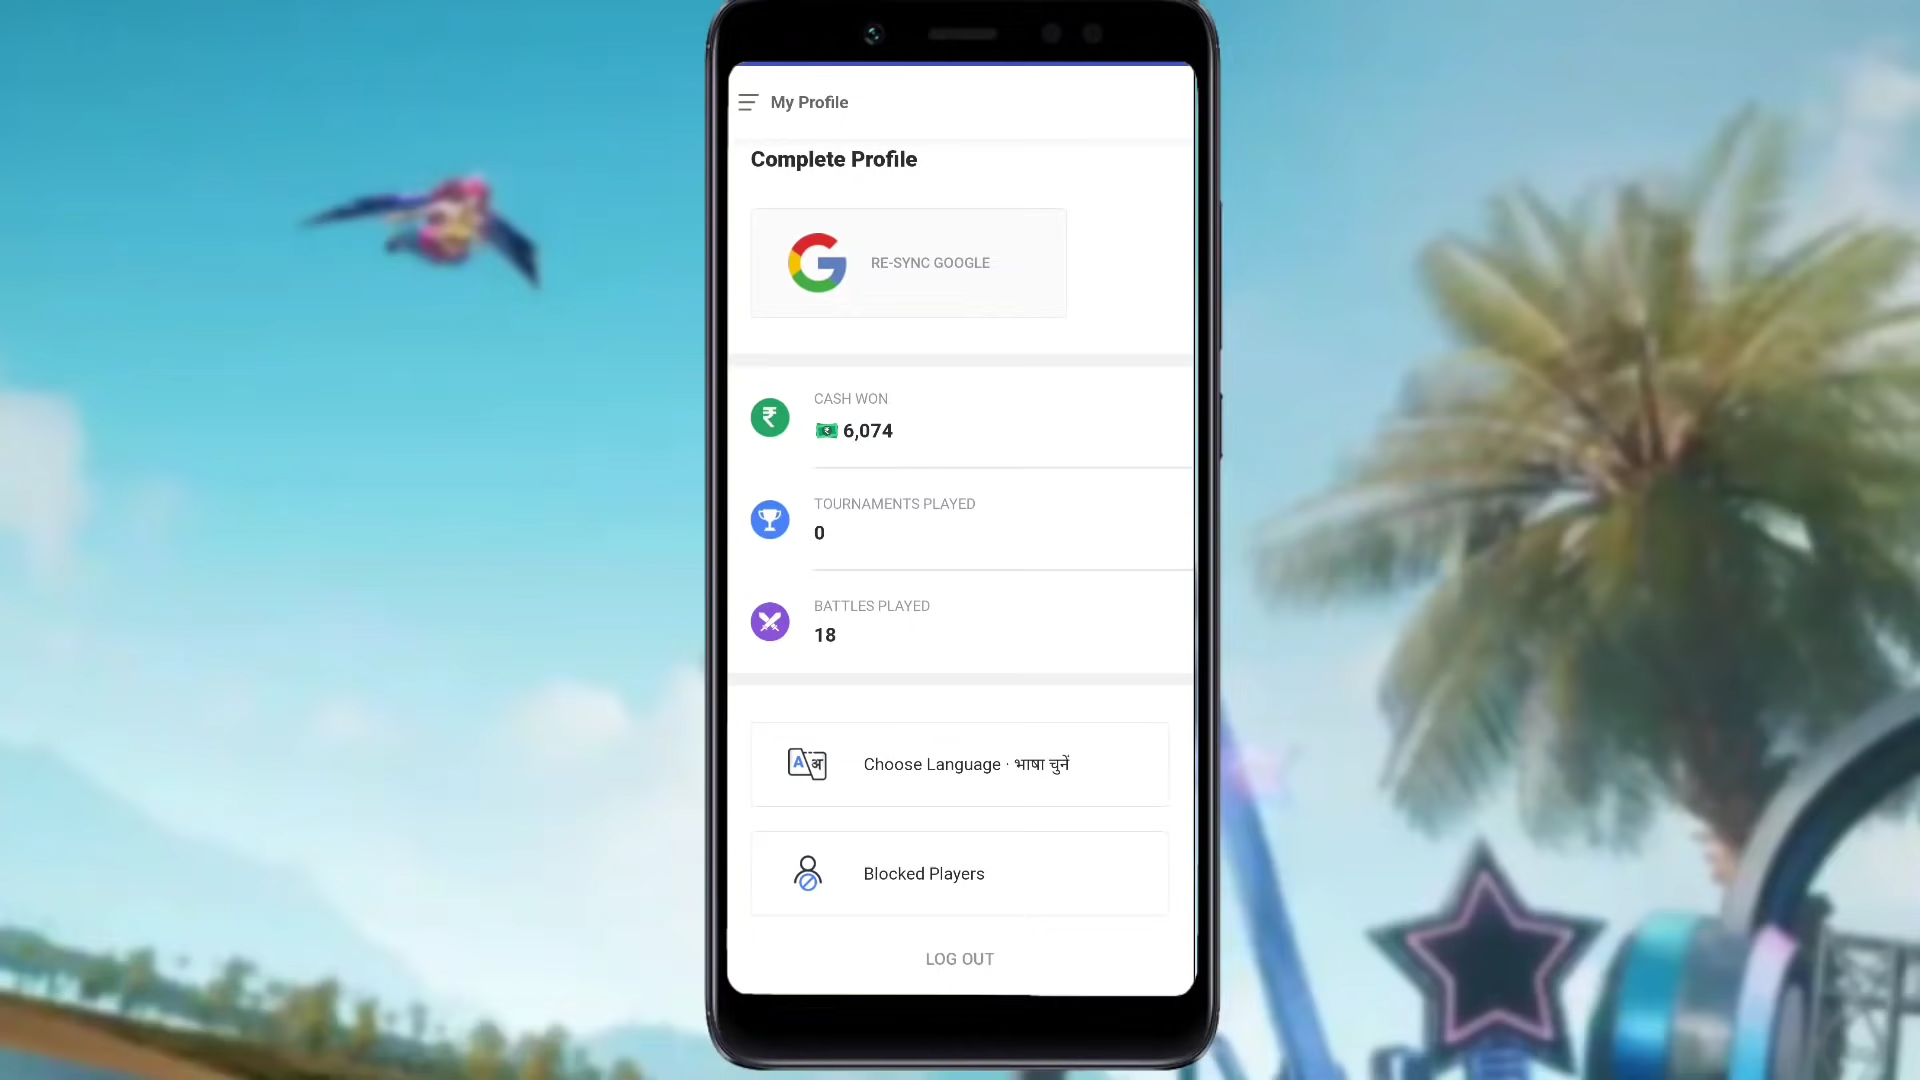 My Profile
Complete Profile
RE-SYNC GOOGLE
CASH WON
6,074
TOURNAMENTS PLAYED
0
BATTLES PLAYED
18
Choose Language · भाषा चुनें
Blocked Players
LOG OUT